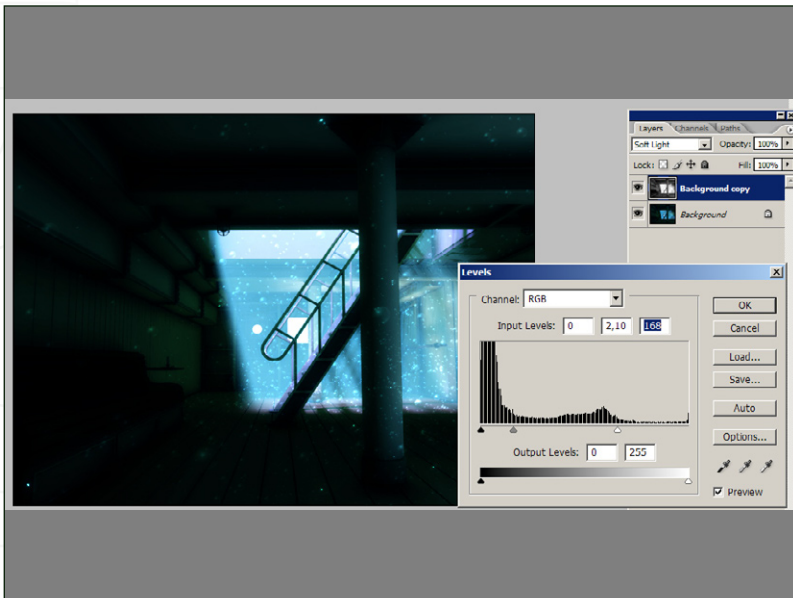 Layers Channels Paths
Soft Light Opacity: 100%
Lock: Fill: 100%
Background copy
Background
Levels
Channel: RGB
OK
Input Levels: 0 2,10 168
Cancel
Load...
Save...
Auto
Options...
Output Levels: 0 255
Preview